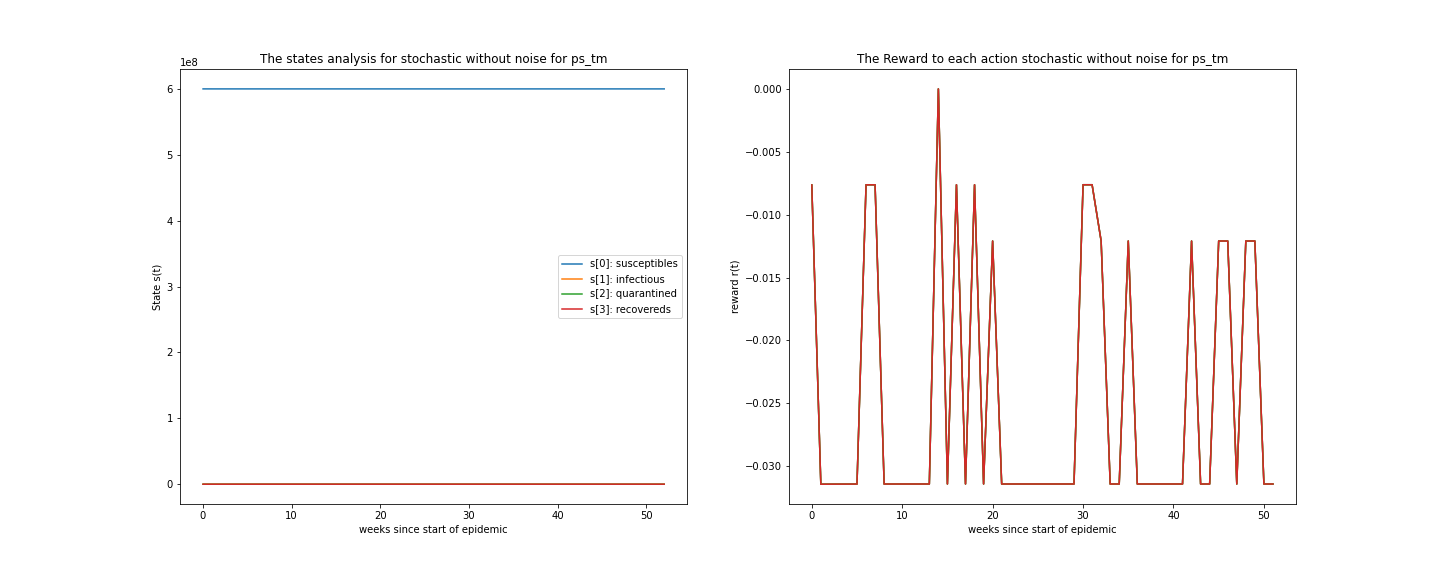 The states analysis for stochastic without noise for ps_tm
1e8
6
5
4
3
2
1
0
State s(t)
s[0]: susceptibles
s[1]: infectious
s[2]: quarantined
s[3]: recovereds
0 10 20 30 40 50
weeks since start of epidemic
The Reward to each action stochastic without noise for ps_tm
0.000
−0.005
−0.010
−0.015
−0.020
−0.025
−0.030
reward r(t)
0 10 20 30 40 50
weeks since start of epidemic